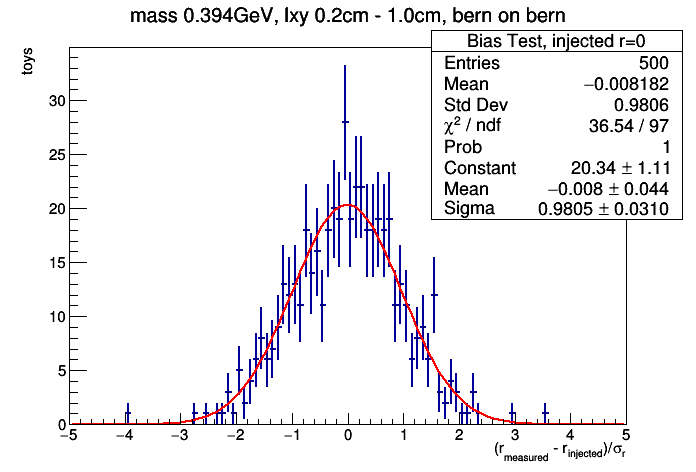 mass 0.394GeV, lxy 0.2cm - 1.0cm, bern on bern
toys
Bias Test, injected r=0
Entries 500
Mean −0.008182
Std Dev 0.9806
χ² / ndf 36.54 / 97
Prob 1
Constant 20.34 ± 1.11
Mean −0.008 ± 0.044
Sigma 0.9805 ± 0.0310
30
25
20
15
10
5
0
−5 −4 −3 −2 −1 0 1 2 3 4 5
(r_measured - r_injected)/σ_r